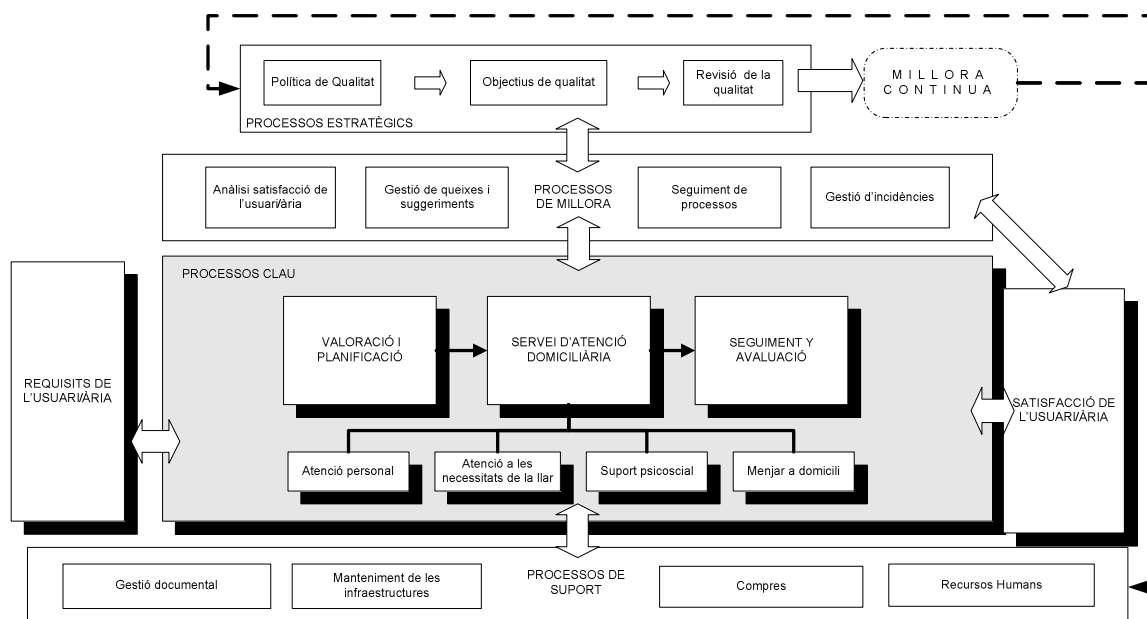 Política de Qualitat
Objectius de qualitat
Revisió de la
qualitat
MILLORA
CONTINUA
PROCESSOS ESTRATÈGICS
Anàlisi satisfacció de
l'usuari/ària
Gestió de queixes i
suggeriments
PROCESSOS
DE MILLORA
Seguiment de
processos
Gestió d'incidències
PROCESSOS CLAU
VALORACIÓ I
PLANIFICACIÓ
SERVEI D'ATENCIÓ
DOMICILIÀRIA
SEGUIMENT Y
AVALUACIÓ
REQUISITS DE
L'USUARI/ÀRIA
SATISFACCIÓ DE
L'USUARI/ÀRIA
Atenció personal
Atenció a les
necessitats de la llar
Suport psicoscial
Menjar a domicili
Gestió documental
Manteniment de les
infraestructures
PROCESSOS DE
SUPORT
Compres
Recursos Humans